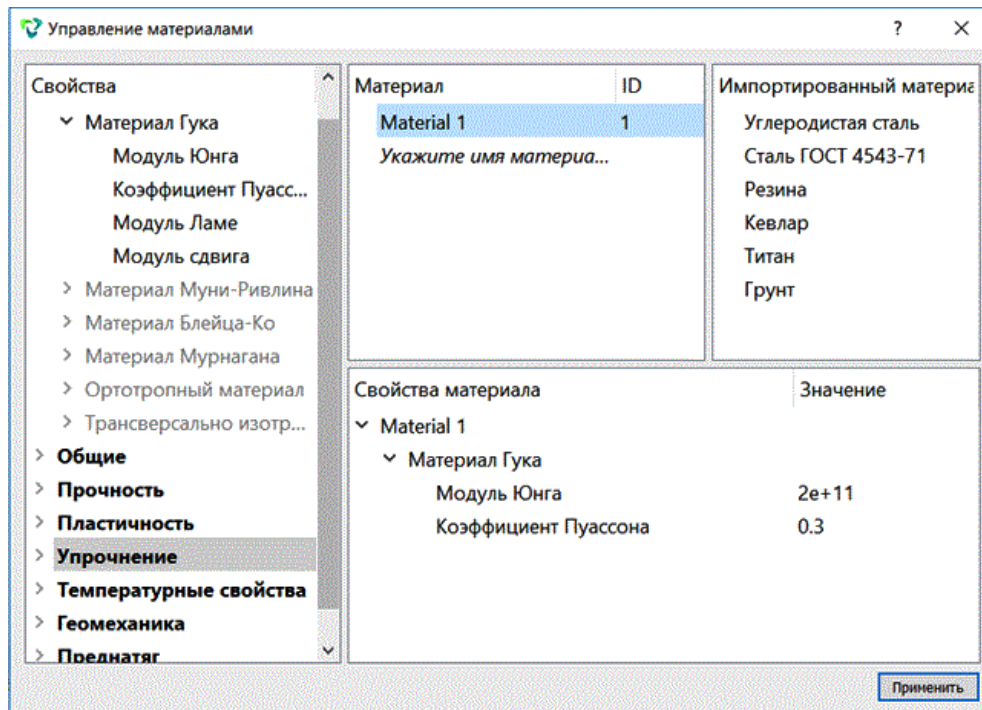 Управление материалами
?
Свойства
Материал Гука
Модуль Юнга
Коэффициент Пуасс...
Модуль Ламе
Модуль сдвига
Материал Муни-Ривлина
Материал Блейца-Ко
Материал Мурнагана
Ортотропный материал
Трансверсально изотр...
Общие
Прочность
Пластичность
Упрочнение
Температурные свойства
Геомеханика
Преднатяг
Материал ID
Material 1 1
Укажите имя материа...
Импортированный материа
Углеродистая сталь
Сталь ГОСТ 4543-71
Резина
Кевлар
Титан
Грунт
Свойства материала Значение
Material 1
Материал Гука
Модуль Юнга 2e+11
Коэффициент Пуассона 0.3
Применить